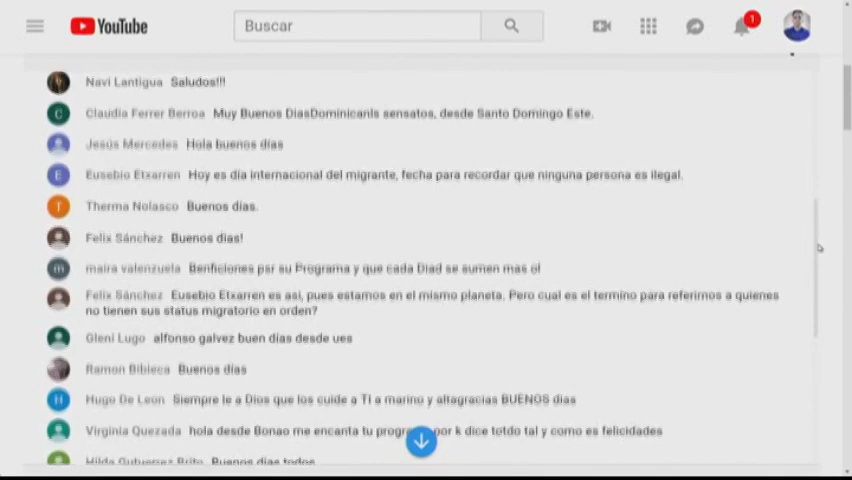 YouTube
Buscar
1
Navi Lantigua Saludos!!!
C Claudia Ferrer Berroa Muy Buenos DiasDominicanls sensatos, desde Santo Domingo Este.
Jesús Mercedes Hola buenos días
E Eusebio Etxarren Hoy es día internacional del migrante, fecha para recordar que ninguna persona es ilegal.
T Therma Nolasco Buenos dias.
Felix Sánchez Buenos dias!
m maira valenzuela Benficiones psr su Programa y que cada Diad se sumen mas ol
Felix Sánchez Eusebio Etxarren es asi, pues estamos en el mismo planeta. Pero cual es el termino para referirnos a quienes
no tienen sus status migratorio en orden?
Gleni Lugo alfonso galvez buen dias desde ues
Ramon Bibieca Buenos dias
H Hugo De Leon Siempre le a Dios que los cuide a TI a marino y altagracias BUENOS dias
Virginia Quezada hola desde Bonao me encanta tu por k dice totdo tal y como es felicidades
Hilda Gutuerrez Brito Buenos dias todos